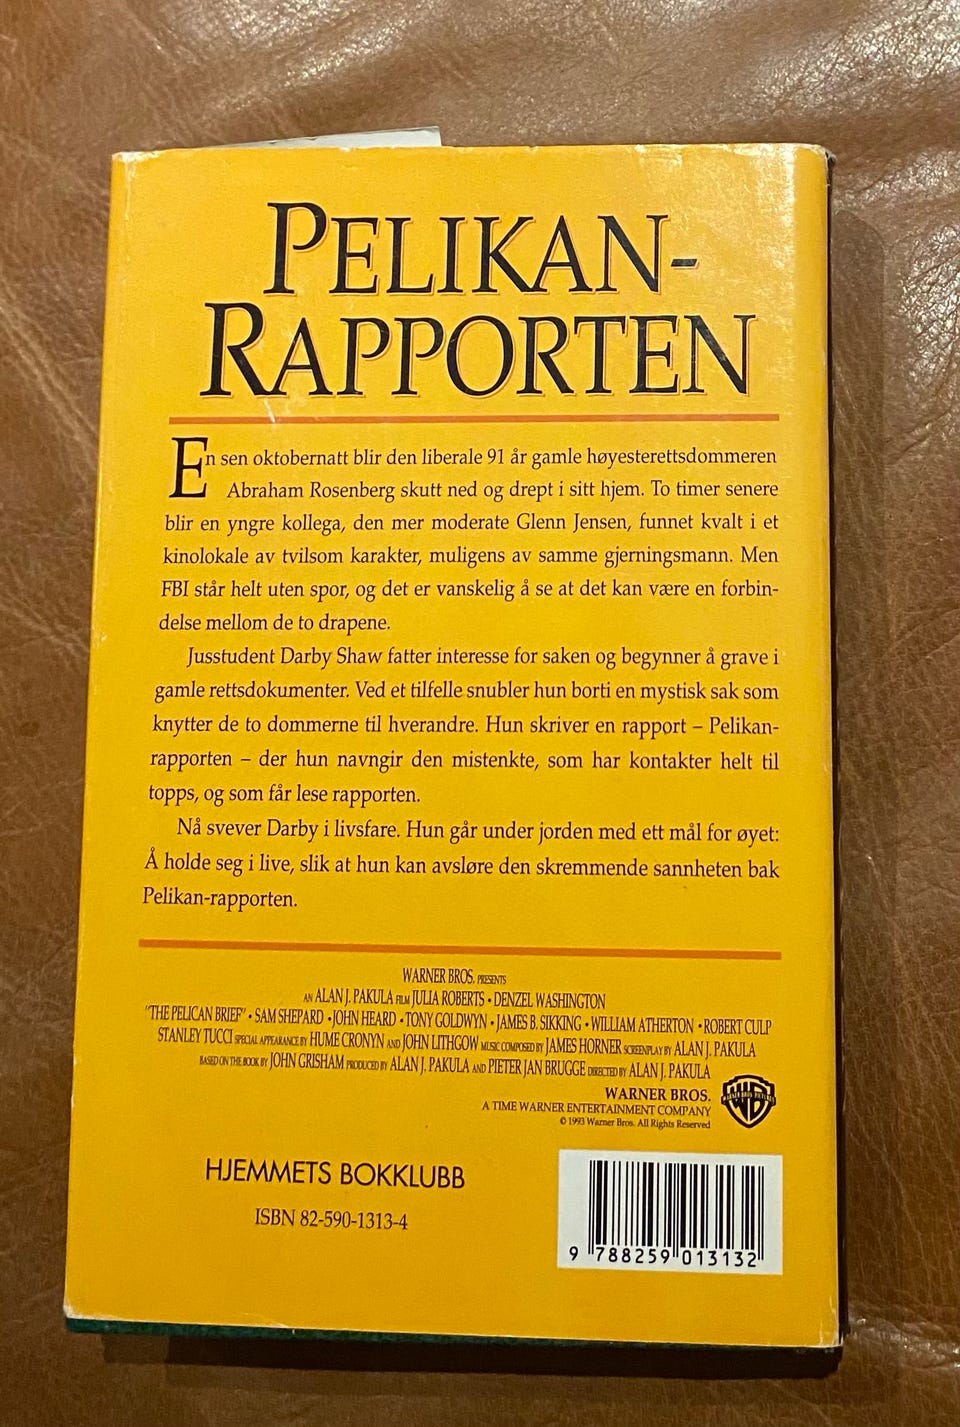 PELIKAN-
RAPPORTEN
En sen oktobernatt blir den liberale 91 år gamle høyesterettsdommeren
Abraham Rosenberg skutt ned og drept i sitt hjem. To timer senere
blir en yngre kollega, den mer moderate Glenn Jensen, funnet kvalt i et
kinolokale av tvilsom karakter, muligens av samme gjerningsmann. Men
FBI står helt uten spor, og det er vanskelig å se at det kan være en forbin-
delse mellom de to drapene.
Jusstudent Darby Shaw fatter interesse for saken og begynner å grave i
gamle rettsdokumenter. Ved et tilfelle snubler hun borti en mystisk sak som
knytter de to dommerne til hverandre. Hun skriver en rapport – Pelikan-
rapporten – der hun navngir den mistenkte, som har kontakter helt til
topps, og som får lese rapporten.
Nå svever Darby i livsfare. Hun går under jorden med ett mål for øyet:
Å holde seg i live, slik at hun kan avsløre den skremmende sannheten bak
Pelikan-rapporten.
WARNER BROS. PRESENTS
AN ALAN J. PAKULA FILM JULIA ROBERTS • DENZEL WASHINGTON
"THE PELICAN BRIEF" • SAM SHEPARD • JOHN HEARD • TONY GOLDWYN • JAMES B. SIKKING • WILLIAM ATHERTON • ROBERT CULP
STANLEY TUCCI SPECIAL APPEARANCE BY HUME CRONYN AND JOHN LITHGOW MUSIC COMPOSED BY JAMES HORNER SCREENPLAY BY ALAN J. PAKULA
BASED ON THE BOOK BY JOHN GRISHAM PRODUCED BY ALAN J. PAKULA AND PIETER JAN BRUGGE DIRECTED BY ALAN J. PAKULA
WARNER BROS.
A TIME WARNER ENTERTAINMENT COMPANY
© 1993 Warner Bros. All Rights Reserved
WARNER BROS PICTURES
WB
HJEMMETS BOKKLUBB
ISBN 82-590-1313-4
9 788259 013132